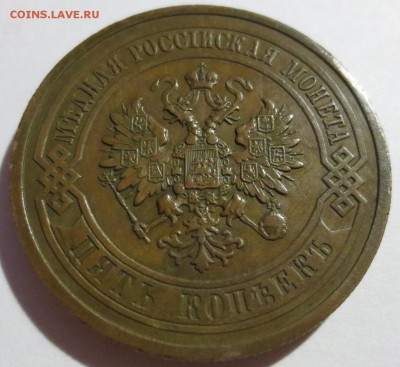 COINS.LAVE.RU
МѢДНАЯ РОССІЙСКАЯ МОНЕТА
ПЯТЬ КОПѢЕКЪ